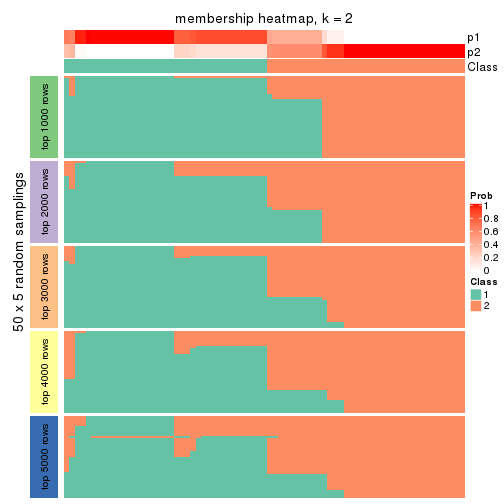 membership heatmap, k = 2
p1
p2
Class
50 x 5 random samplings
top 1000 rows
top 2000 rows
top 3000 rows
top 4000 rows
top 5000 rows
Prob
1
0.8
0.6
0.4
0.2
0
Class
1
2